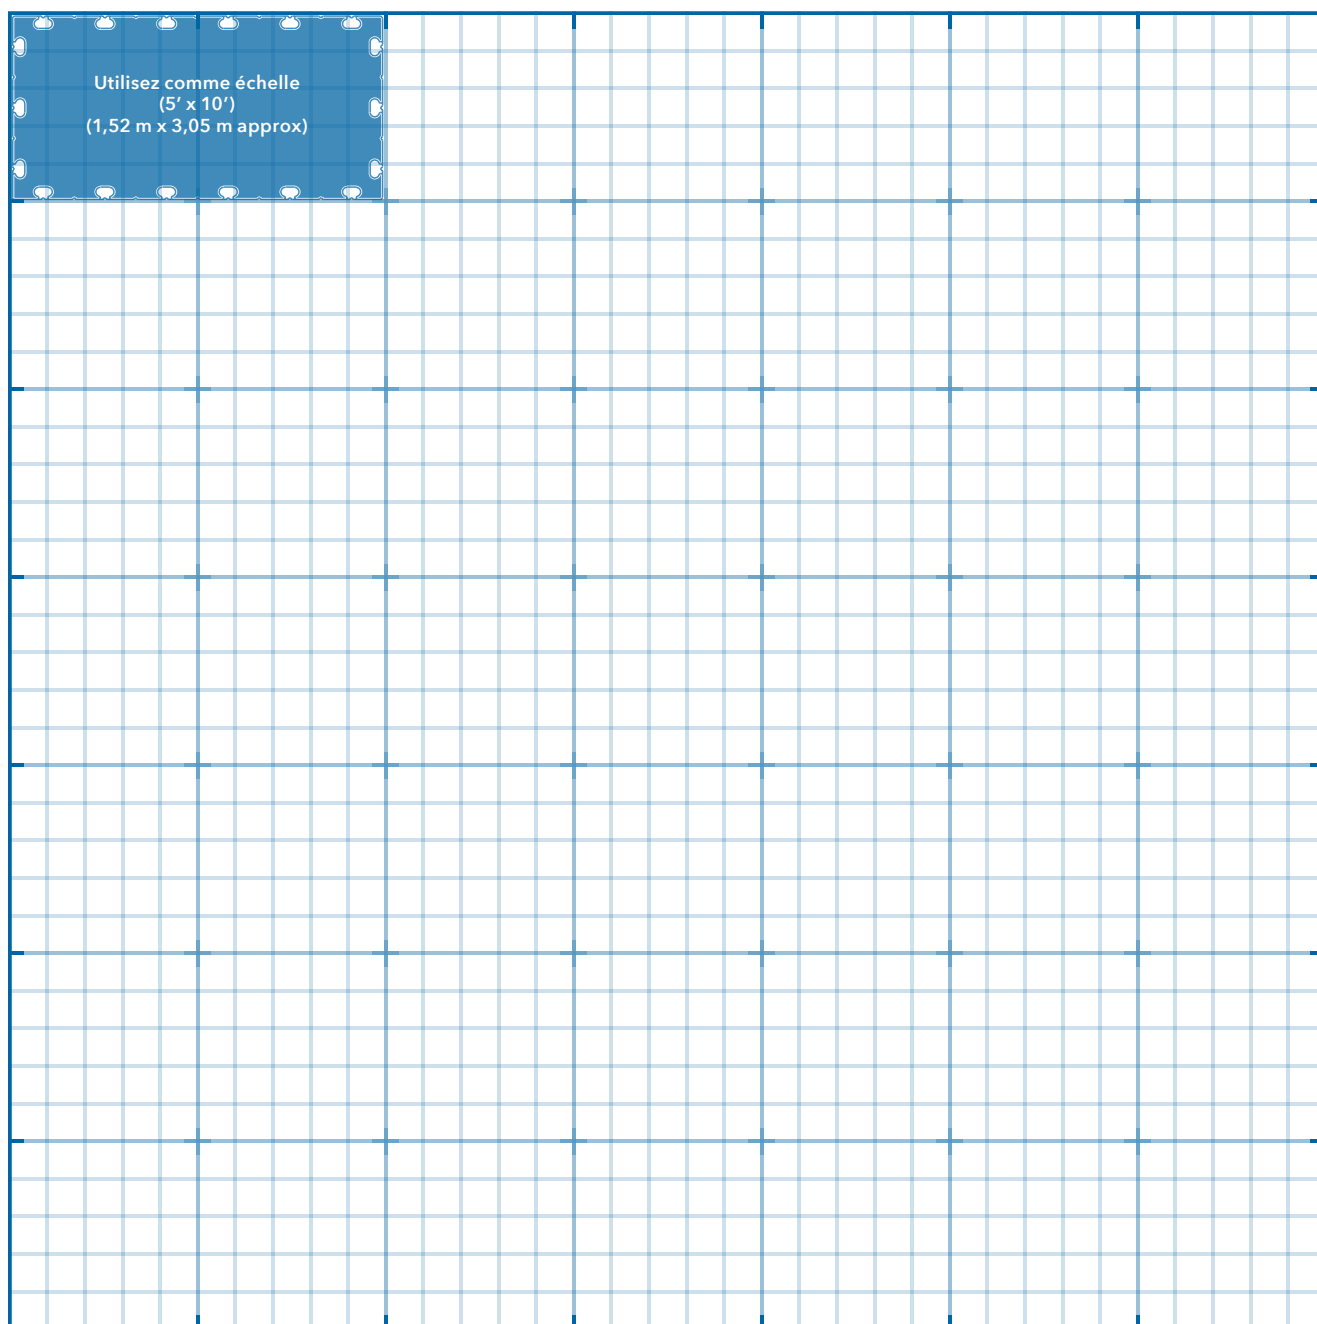 Utilisez comme échelle
(5′ x 10′)
(1,52 m x 3,05 m approx)